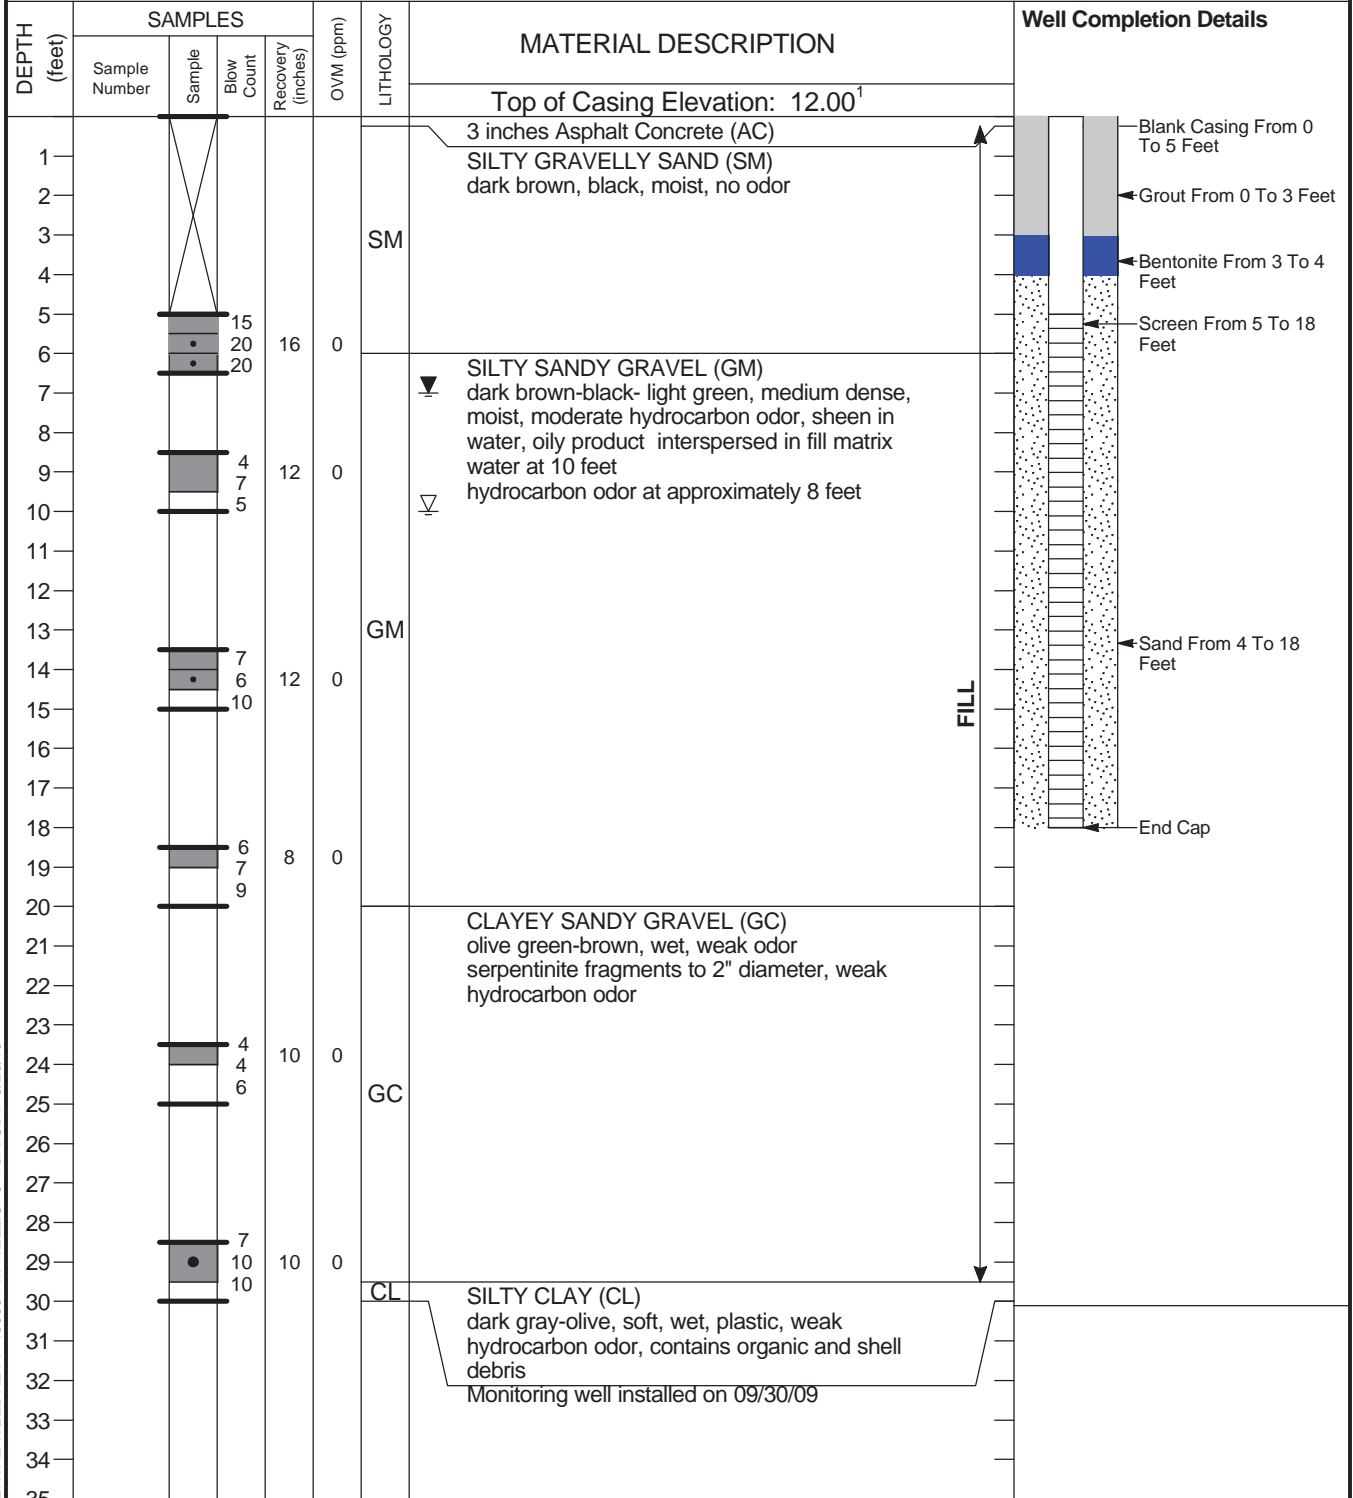 DEPTH
(feet)
SAMPLES
Sample
Number
Sample
Blow
Count
Recovery
(inches)
OVM (ppm)
LITHOLOGY
MATERIAL DESCRIPTION
Top of Casing Elevation: 12.00¹
Well Completion Details
3 inches Asphalt Concrete (AC)
SILTY GRAVELLY SAND (SM)
dark brown, black, moist, no odor
SM
Blank Casing From 0
To 5 Feet
Grout From 0 To 3 Feet
Bentonite From 3 To 4
Feet
Screen From 5 To 18
Feet
1
2
3
4
5
6
7
8
9
10
11
12
13
14
15
16
17
18
19
20
21
22
23
24
25
26
27
28
29
30
31
32
33
34
35
15
20 16 0
20
SILTY SANDY GRAVEL (GM)
dark brown-black- light green, medium dense,
moist, moderate hydrocarbon odor, sheen in
water, oily product interspersed in fill matrix
water at 10 feet
hydrocarbon odor at approximately 8 feet
4
7 12 0
5
GM
7
6 12 0
10
FILL
Sand From 4 To 18
Feet
End Cap
6
7 8 0
9
CLAYEY SANDY GRAVEL (GC)
olive green-brown, wet, weak odor
serpentinite fragments to 2" diameter, weak
hydrocarbon odor
4
4 10 0
6
GC
7
10 10 0
10
CL
SILTY CLAY (CL)
dark gray-olive, soft, wet, plastic, weak
hydrocarbon odor, contains organic and shell
debris
Monitoring well installed on 09/30/09